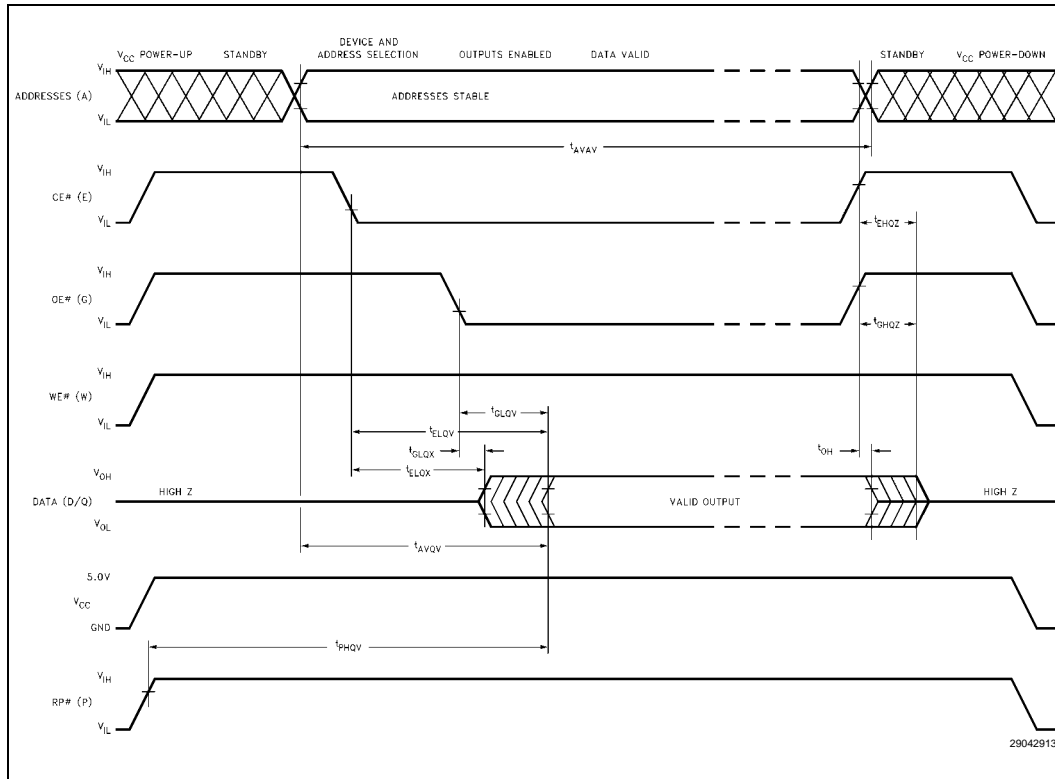 DEVICE AND
VCC POWER-UP STANDBY ADDRESS SELECTION OUTPUTS ENABLED DATA VALID STANDBY VCC POWER-DOWN
VIH
ADDRESSES (A) ADDRESSES STABLE
VIL
tAVAV
VIH
CE# (E)
VIL
tEHQZ
VIH
OE# (G)
VIL
tGHQZ
VIH
WE# (W)
VIL
tGLQV
tELQV
tGLQX
tOH
tELQX
VOH
HIGH Z
DATA (D/Q) VALID OUTPUT HIGH Z
VOL
tAVQV
5.0V
VCC
GND
tPHQV
VIH
RP# (P)
VIL
29042913